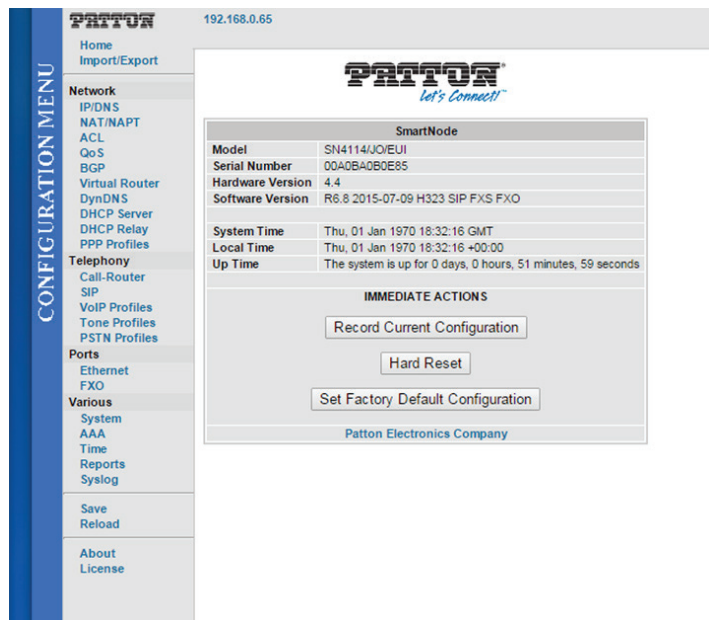 CONFIGURATION MENU
PATTON
Home
Import/Export
Network
IP/DNS
NAT/NAPT
ACL
QoS
BGP
Virtual Router
DynDNS
DHCP Server
DHCP Relay
PPP Profiles
Telephony
Call-Router
SIP
VoIP Profiles
Tone Profiles
PSTN Profiles
Ports
Ethernet
FXO
Various
System
AAA
Time
Reports
Syslog
Save
Reload
About
License
192.168.0.65
PATTON®
Let's Connect!™
SmartNode
Model SN4114/JO/EUI
Serial Number 00A0BA0B0E85
Hardware Version 4.4
Software Version R6.8 2015-07-09 H323 SIP FXS FXO
System Time Thu, 01 Jan 1970 18:32:16 GMT
Local Time Thu, 01 Jan 1970 18:32:16 +00:00
Up Time The system is up for 0 days, 0 hours, 51 minutes, 59 seconds
IMMEDIATE ACTIONS
Record Current Configuration
Hard Reset
Set Factory Default Configuration
Patton Electronics Company